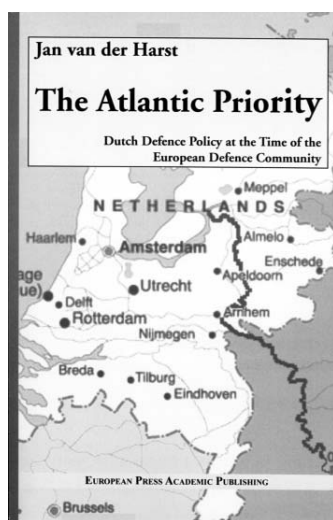 Jan van der Harst
The Atlantic Priority
Dutch Defence Policy at the Time of the
European Defence Community
Meppel
NETHERLANDS
Haarlem
Amsterdam
Almelo
Enschede
age
ue)
Utrecht
Apeldoorn
Delft
Rotterdam
Arnhem
Nijmegen
Breda
Tilburg
Eindhoven
EUROPEAN PRESS ACADEMIC PUBLISHING
Brussels